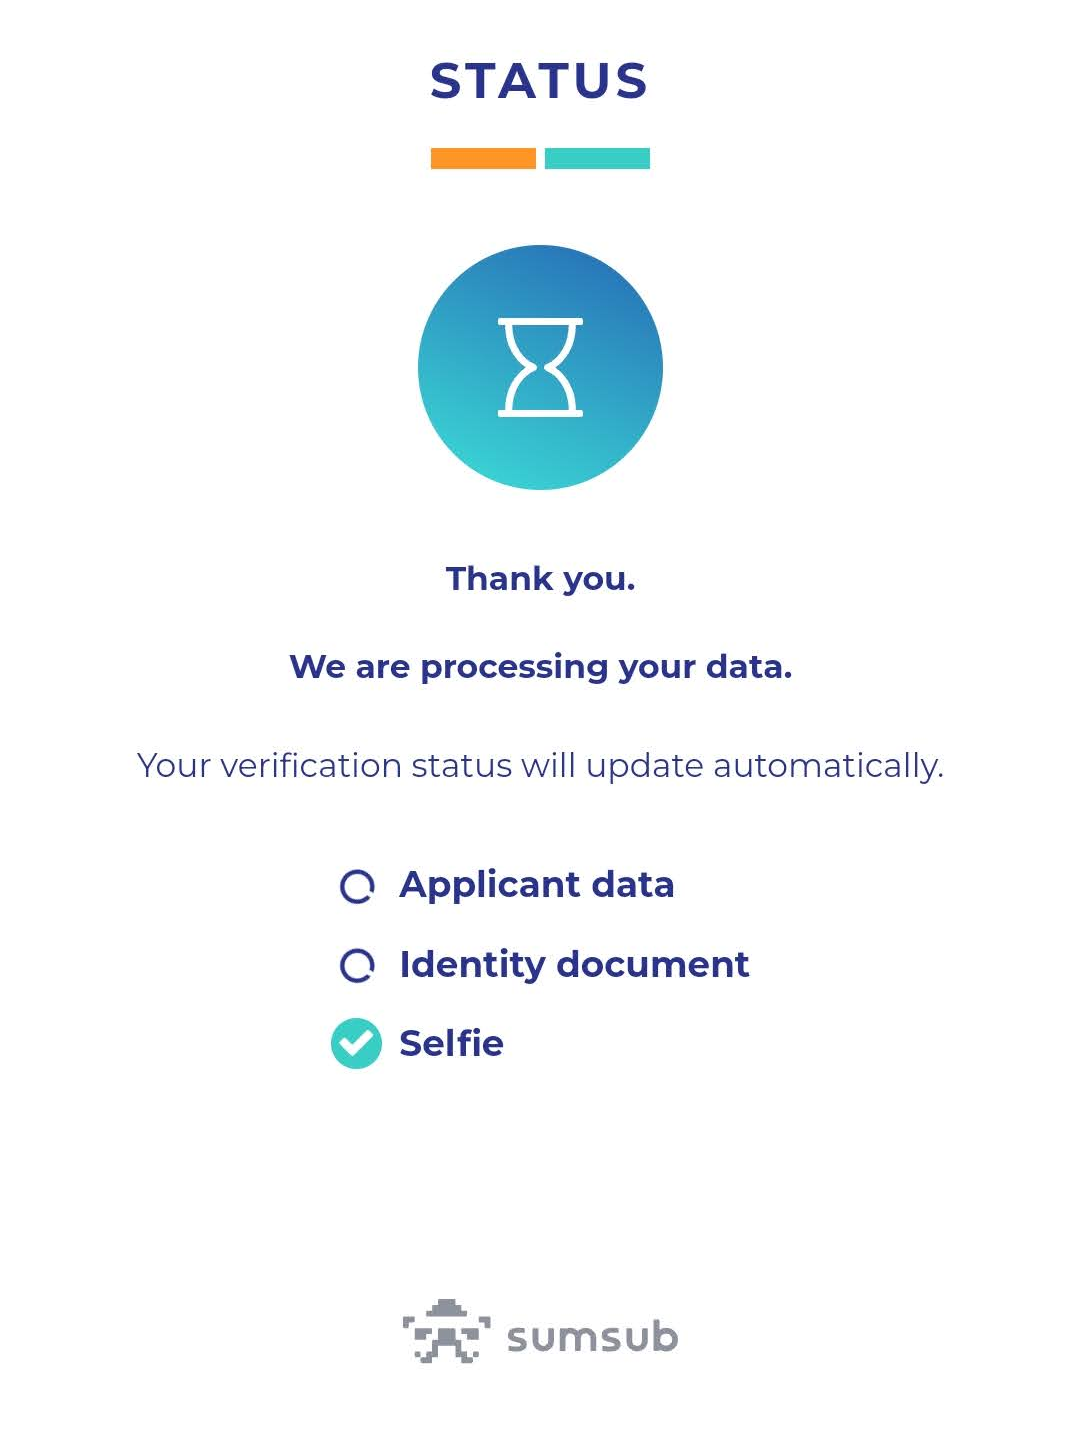 STATUS
Thank you.
We are processing your data.
Your verification status will update automatically.
Applicant data
Identity document
Selfie
sumsub